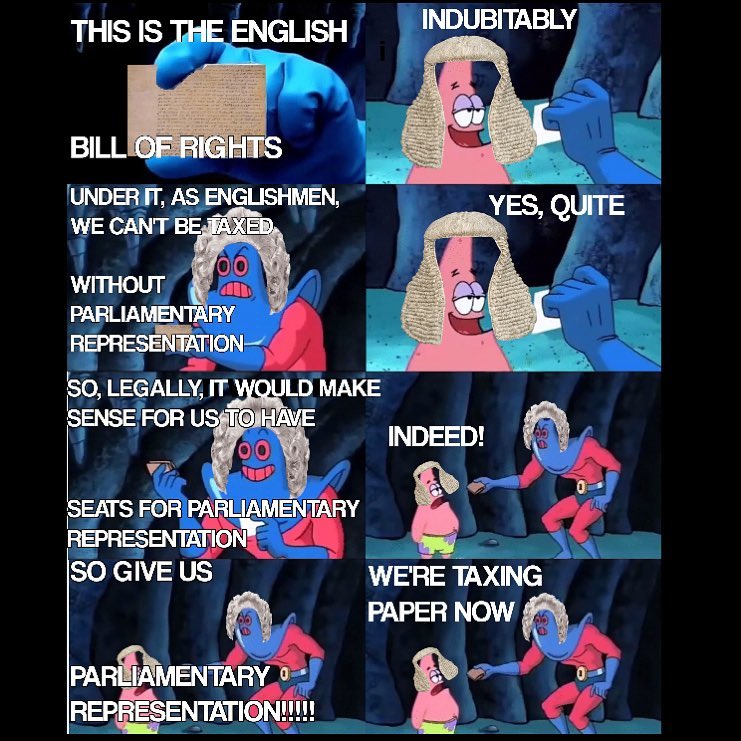 THIS IS THE ENGLISH
BILL OF RIGHTS
INDUBITABLY
UNDER IT, AS ENGLISHMEN,
WE CAN'T BE TAXED
WITHOUT
PARLIAMENTARY
REPRESENTATION
YES, QUITE
SO, LEGALLY, IT WOULD MAKE
SENSE FOR US TO HAVE
SEATS FOR PARLIAMENTARY
REPRESENTATION
INDEED!
SO GIVE US
PARLIAMENTARY
REPRESENTATION!!!!!
WE'RE TAXING
PAPER NOW